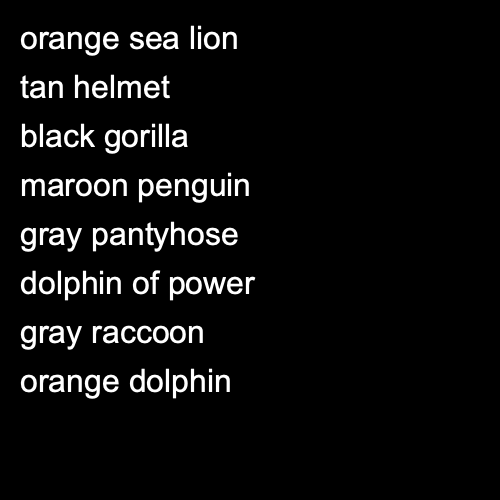 orange sea lion
tan helmet
black gorilla
maroon penguin
gray pantyhose
dolphin of power
gray raccoon
orange dolphin